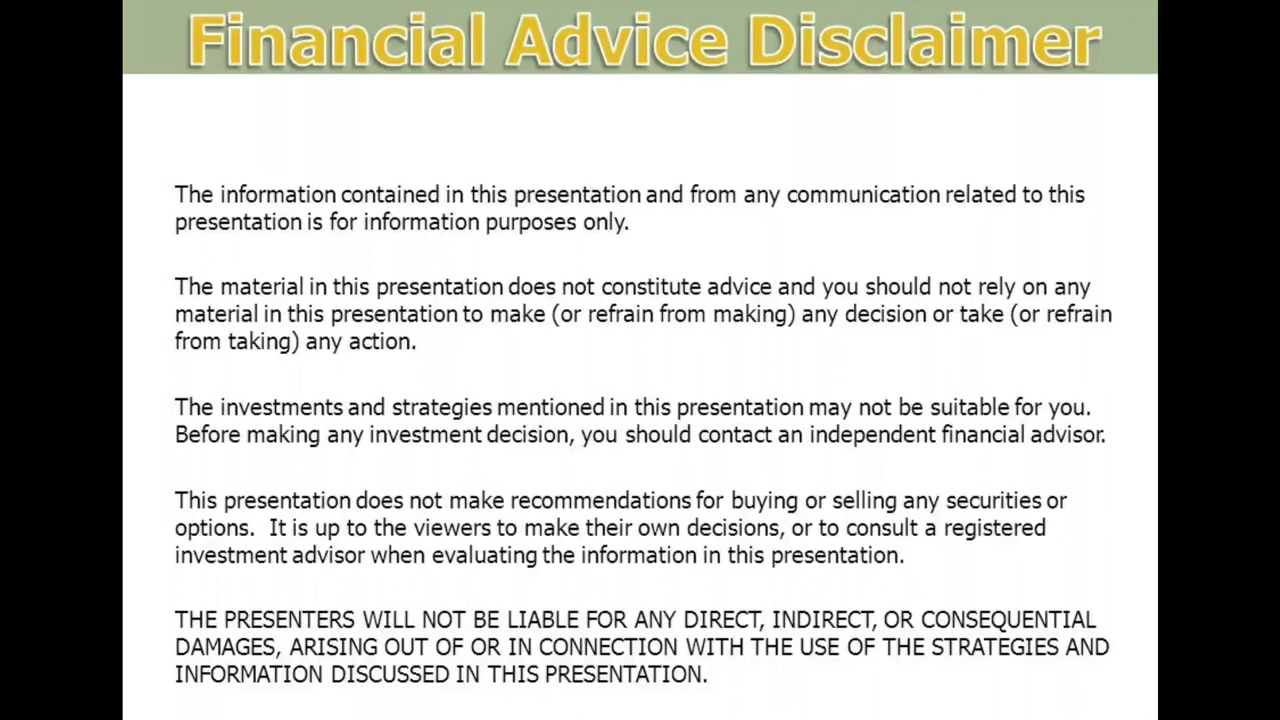 Financial Advice Disclaimer
The information contained in this presentation and from any communication related to this
presentation is for information purposes only.
The material in this presentation does not constitute advice and you should not rely on any
material in this presentation to make (or refrain from making) any decision or take (or refrain
from taking) any action.
The investments and strategies mentioned in this presentation may not be suitable for you.
Before making any investment decision, you should contact an independent financial advisor.
This presentation does not make recommendations for buying or selling any securities or
options.  It is up to the viewers to make their own decisions, or to consult a registered
investment advisor when evaluating the information in this presentation.
THE PRESENTERS WILL NOT BE LIABLE FOR ANY DIRECT, INDIRECT, OR CONSEQUENTIAL
DAMAGES, ARISING OUT OF OR IN CONNECTION WITH THE USE OF THE STRATEGIES AND
INFORMATION DISCUSSED IN THIS PRESENTATION.